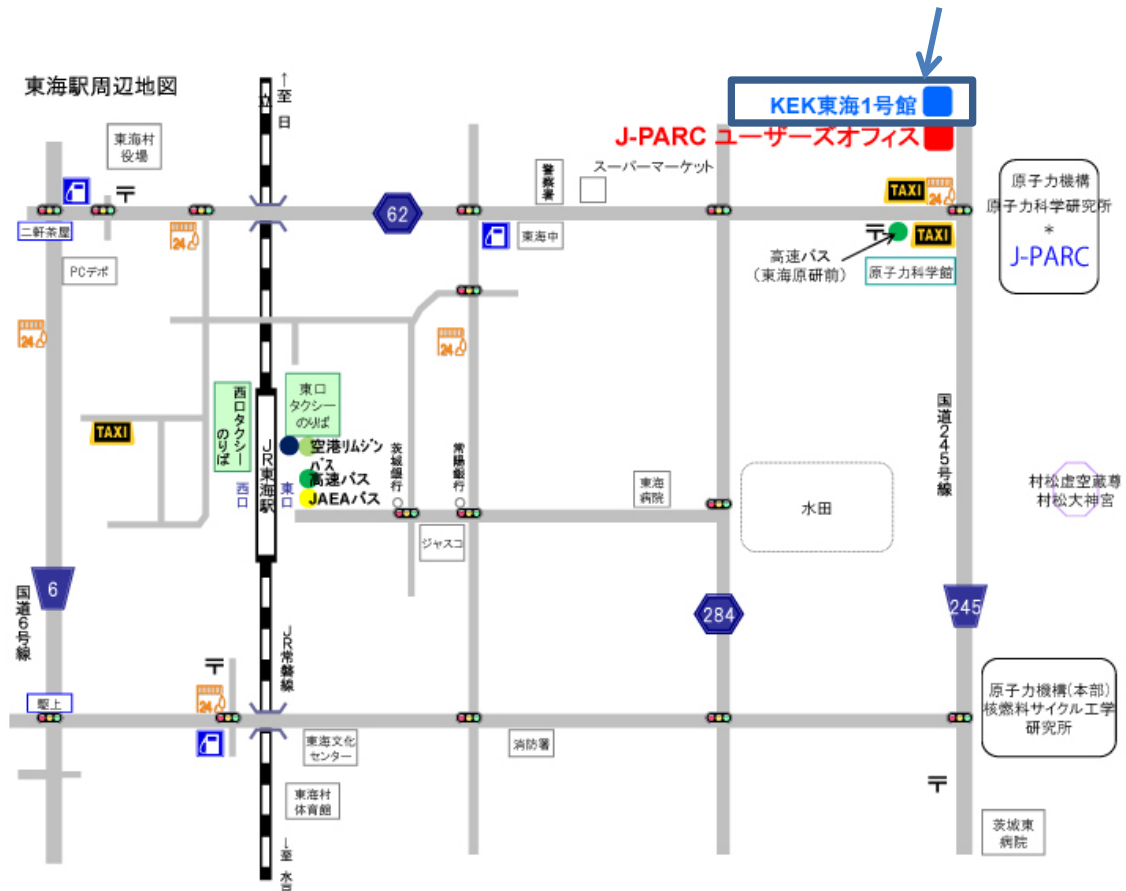 東海駅周辺地図
↑至
日
立
KEK東海1号館
J-PARC ユーザーズオフィス
東海村
役場
〒
二軒茶屋
PCデポ
24
24
62
警察署
スーパーマーケット
東海中
TAXI
24
〒
TAXI
高速バス
(東海原研前)
原子力科学館
原子力機構
原子力科学研究所
*
J-PARC
24
西口タクシー
のりば
東口
タクシー
のりば
TAXI
JR東海駅
西口
東口
空港リムジン
バス
高速バス
JAEAバス
茨城銀行
常陽銀行
ジャスコ
東海
病院
水田
国道245号線
村松虚空蔵尊
村松大神宮
6
国道6号線
JR常磐線
284
245
〒
24
駆上
東海文化
センター
消防署
原子力機構(本部)
核燃料サイクル工学
研究所
東海村
体育館
〒
茨城東
病院
↓至
水戸